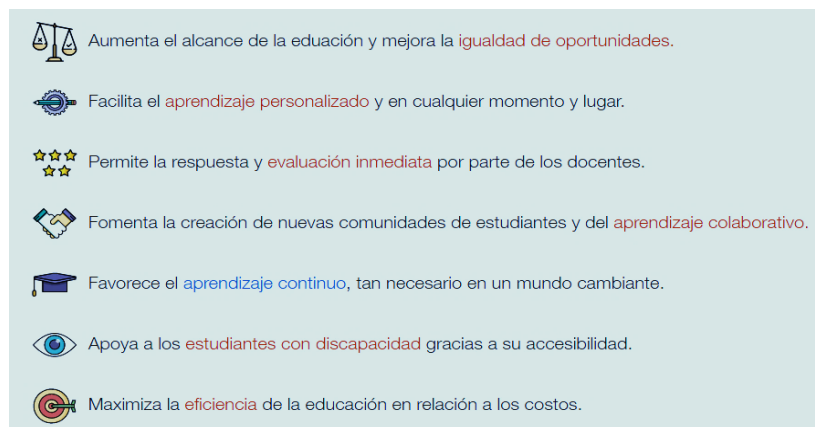 Aumenta el alcance de la eduación y mejora la igualdad de oportunidades.
Facilita el aprendizaje personalizado y en cualquier momento y lugar.
Permite la respuesta y evaluación inmediata por parte de los docentes.
Fomenta la creación de nuevas comunidades de estudiantes y del aprendizaje colaborativo.
Favorece el aprendizaje continuo, tan necesario en un mundo cambiante.
Apoya a los estudiantes con discapacidad gracias a su accesibilidad.
Maximiza la eficiencia de la educación en relación a los costos.